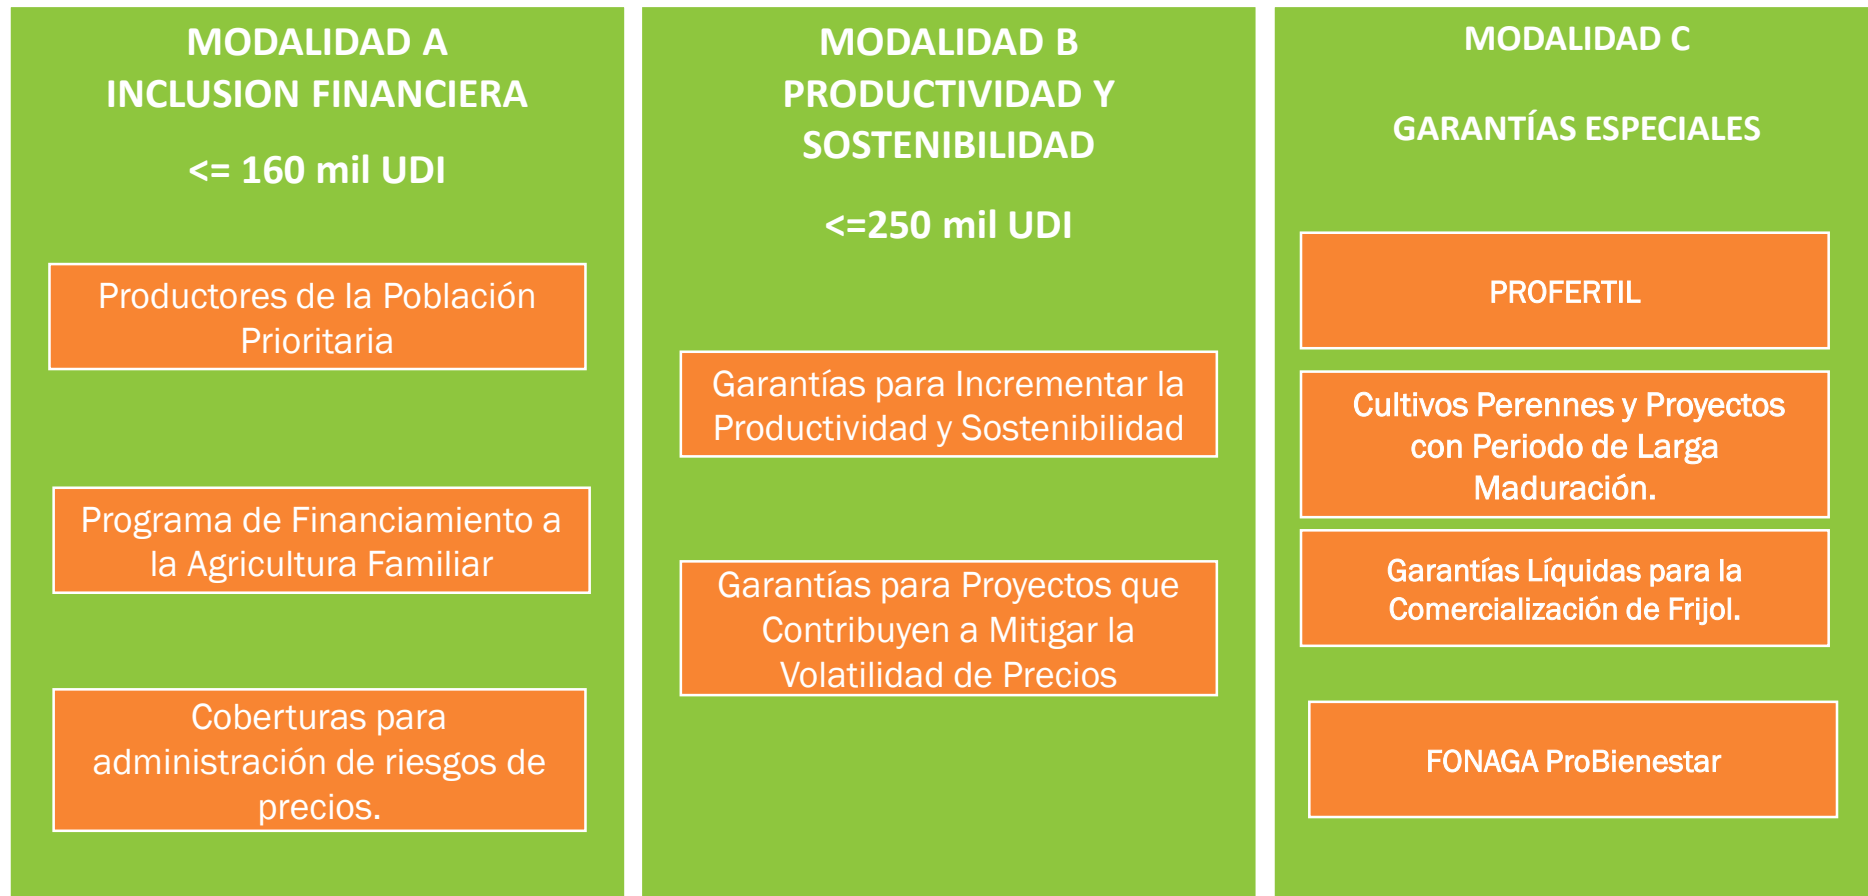 MODALIDAD A
INCLUSION FINANCIERA
<= 160 mil UDI
Productores de la Población
Prioritaria
Programa de Financiamiento a
la Agricultura Familiar
Coberturas para
administración de riesgos de
precios.
MODALIDAD B
PRODUCTIVIDAD Y
SOSTENIBILIDAD
<=250 mil UDI
Garantías para Incrementar la
Productividad y Sostenibilidad
Garantías para Proyectos que
Contribuyen a Mitigar la
Volatilidad de Precios
MODALIDAD C
GARANTÍAS ESPECIALES
PROFERTIL
Cultivos Perennes y Proyectos
con Periodo de Larga
Maduración.
Garantías Líquidas para la
Comercialización de Frijol.
FONAGA ProBienestar